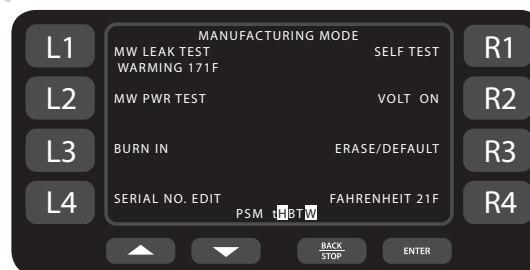 MANUFACTURING MODE
L1 MW LEAK TEST SELF TEST R1
WARMING 171F
L2 MW PWR TEST VOLT ON R2
L3 BURN IN ERASE/DEFAULT R3
L4 SERIAL NO. EDIT FAHRENHEIT 21F R4
PSM tHBTW
BACK
STOP
ENTER